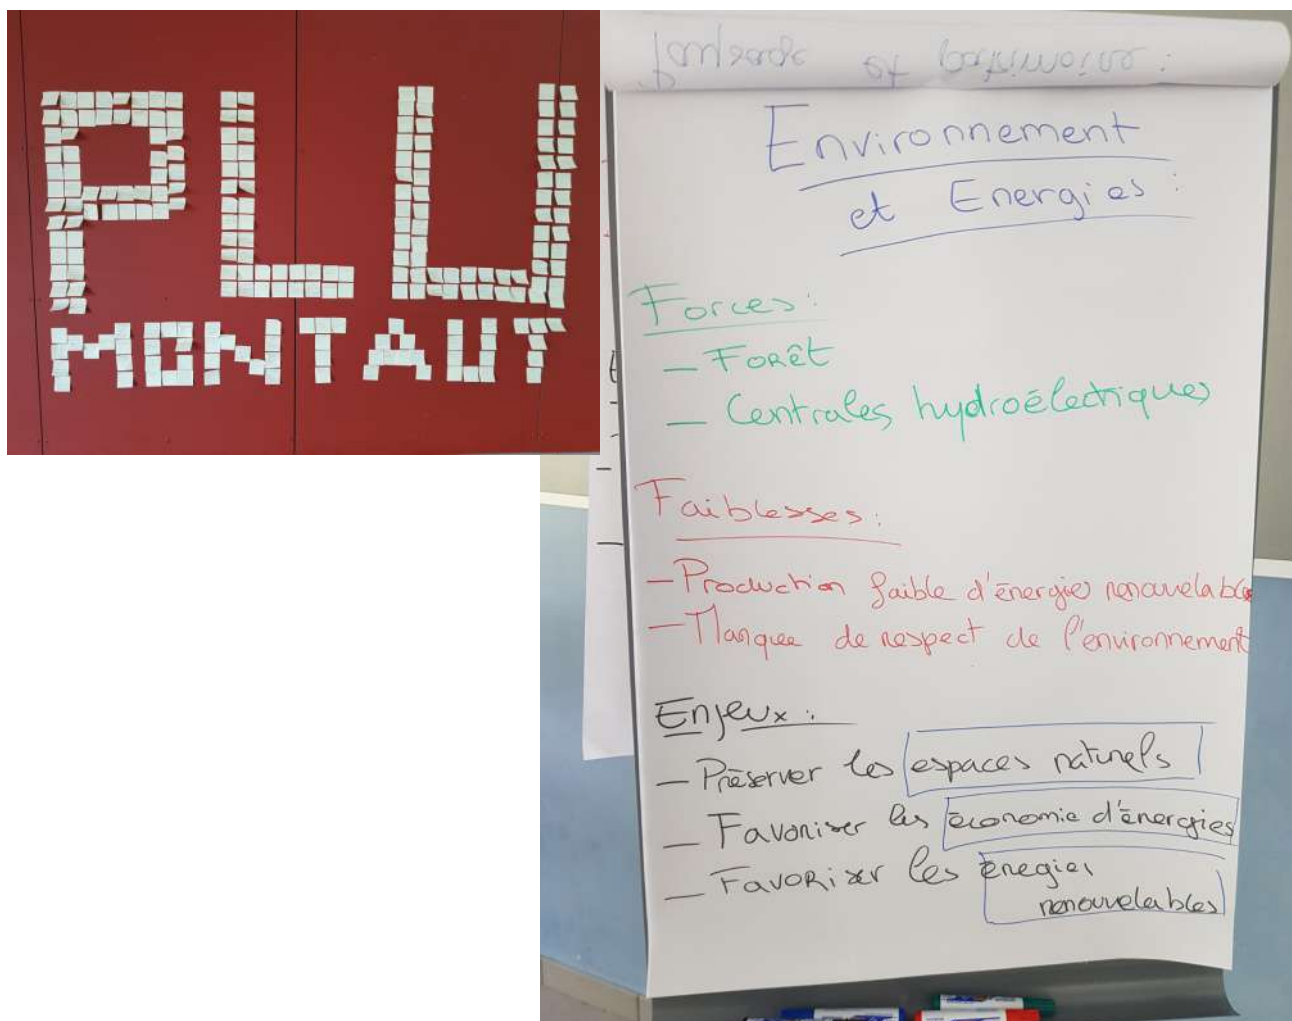 PLU
MONTAUT
Environnement
et Energies :
Forces :
- Forêt
- Centrales hydroélectriques
Faiblesses :
- Production faible d'énergies renouvelables
- Manque de respect de l'environnement
Enjeux :
- Préserver les espaces naturels
- Favoriser les économie d'énergies
- Favoriser les énegies
renouvelables